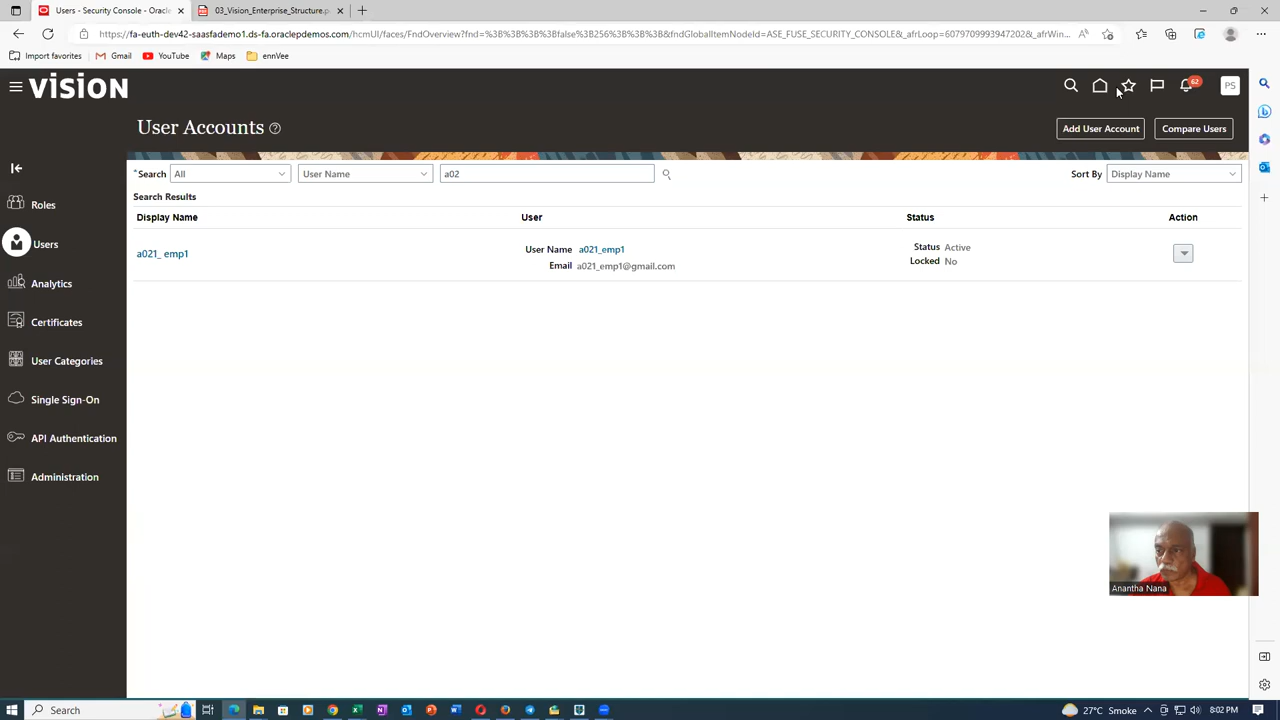 Users - Security Console - Oracle
03_Vision_Enterprise_Structure.p
https://fa-euth-dev42-saasfademo1.ds-fa.oraclepdemos.com/hcmUI/faces/FndOverview?fnd=%3B%3B%3B%3Bfalse%3B256%3B%3B%3B&fndGlobalItemNodeId=ASE_FUSE_SECURITY_CONSOLE&_afrLoop=6079709993947202&_afrWin...
Import favorites
Gmail
YouTube
Maps
ennVee
VISION
62
PS
User Accounts
Add User Account
Compare Users
*Search
All
User Name
a02
Sort By
Display Name
Search Results
Display Name
User
Status
Action
a021_ emp1
User Name a021_emp1
Email a021_emp1@gmail.com
Status Active
Locked No
Roles
Users
Analytics
Certificates
User Categories
Single Sign-On
API Authentication
Administration
Anantha Nana
Search
27°C Smoke
8:02 PM